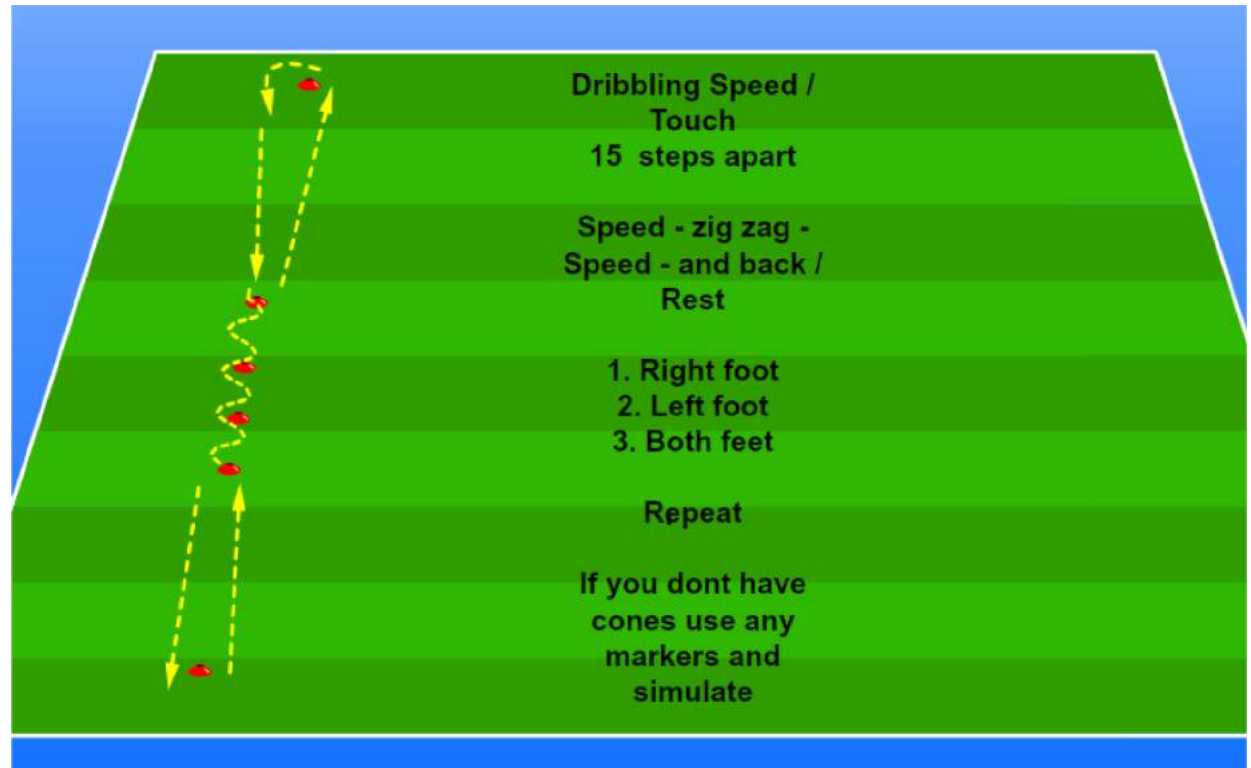 Dribbling Speed /
Touch
15 steps apart
Speed - zig zag -
Speed - and back /
Rest
1. Right foot
2. Left foot
3. Both feet
Repeat
If you dont have
cones use any
markers and
simulate